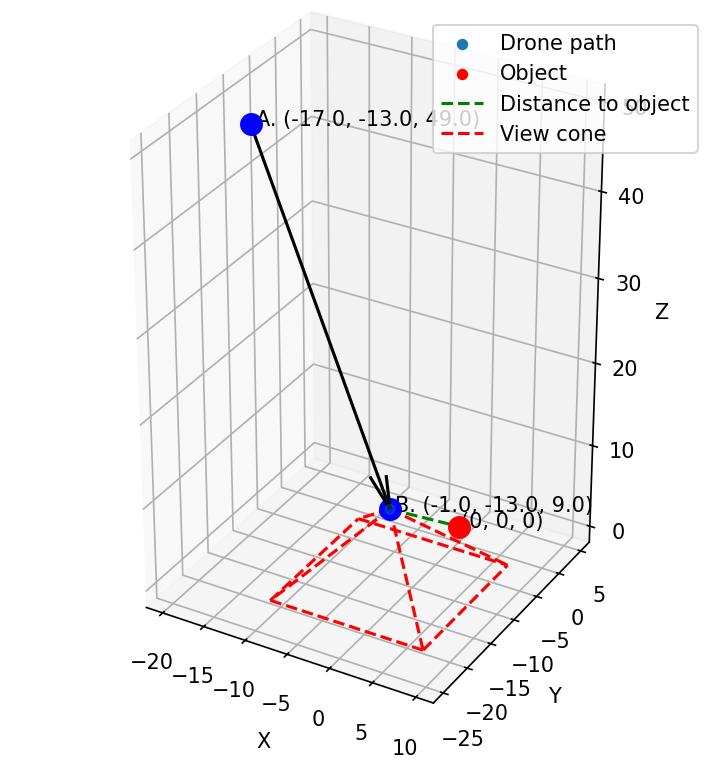 Drone path
Object
Distance to object
View cone
A. (-17.0, -13.0, 49.0)
B. (-1.0, -13.0, 9.0)
(0, 0, 0)
50
40
30
20
10
0
Z
5
0
−5
−10
−15
−20
−25
Y
−20
−15
−10
−5
0
5
10
X